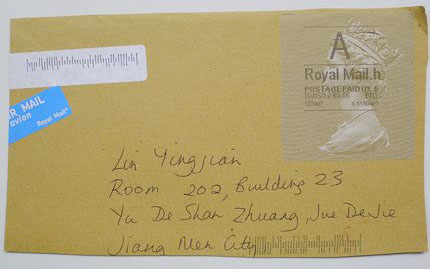 A
Royal Mail.h
POSTAGE PAID UK
AIR MAIL
avion
Royal Mail
Lin Yingjian
Room 202, Building 23
Yu De Shan Zhuang, Jue De Jie
Jiang Men City